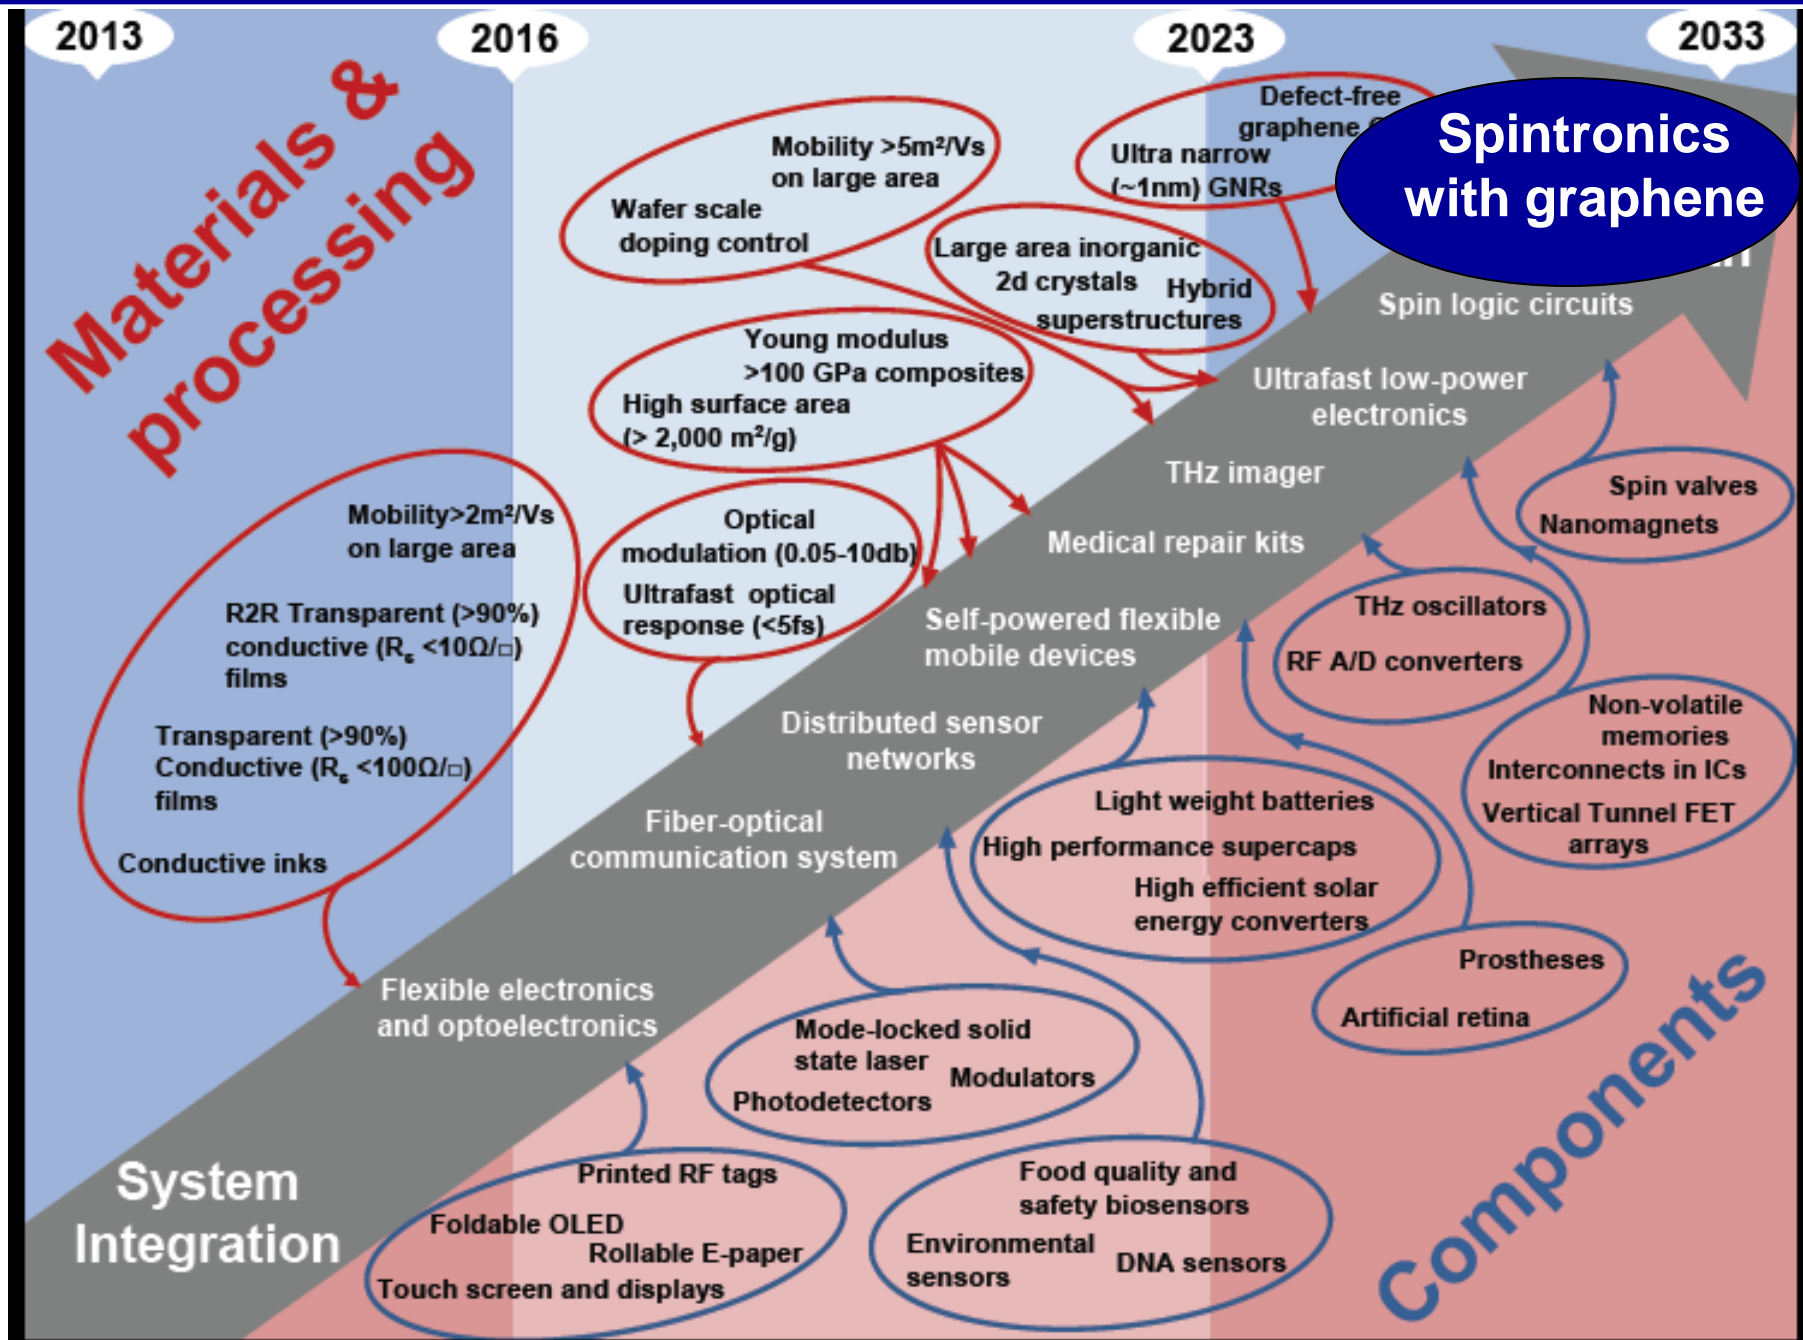 2013
2016
2023
2033
Materials &
processing
Mobility >5m²/Vs
on large area
Wafer scale
doping control
Defect-free
graphene
Ultra narrow
(~1nm) GNRs
Spintronics
with graphene
Large area inorganic
2d crystals
Hybrid
superstructures
Young modulus
>100 GPa composites
High surface area
(> 2,000 m²/g)
Mobility>2m²/Vs
on large area
R2R Transparent (>90%)
conductive (Rs <10Ω/□)
films
Transparent (>90%)
Conductive (Rs <100Ω/□)
films
Conductive inks
Optical
modulation (0.05-10db)
Ultrafast optical
response (<5fs)
Spin logic circuits
Ultrafast low-power
electronics
THz imager
Medical repair kits
Self-powered flexible
mobile devices
Distributed sensor
networks
Fiber-optical
communication system
Flexible electronics
and optoelectronics
System
Integration
Spin valves
Nanomagnets
THz oscillators
RF A/D converters
Non-volatile
memories
Interconnects in ICs
Vertical Tunnel FET
arrays
Light weight batteries
High performance supercaps
High efficient solar
energy converters
Prostheses
Artificial retina
Mode-locked solid
state laser
Modulators
Photodetectors
Food quality and
safety biosensors
Environmental
sensors
DNA sensors
Printed RF tags
Foldable OLED
Rollable E-paper
Touch screen and displays
Components